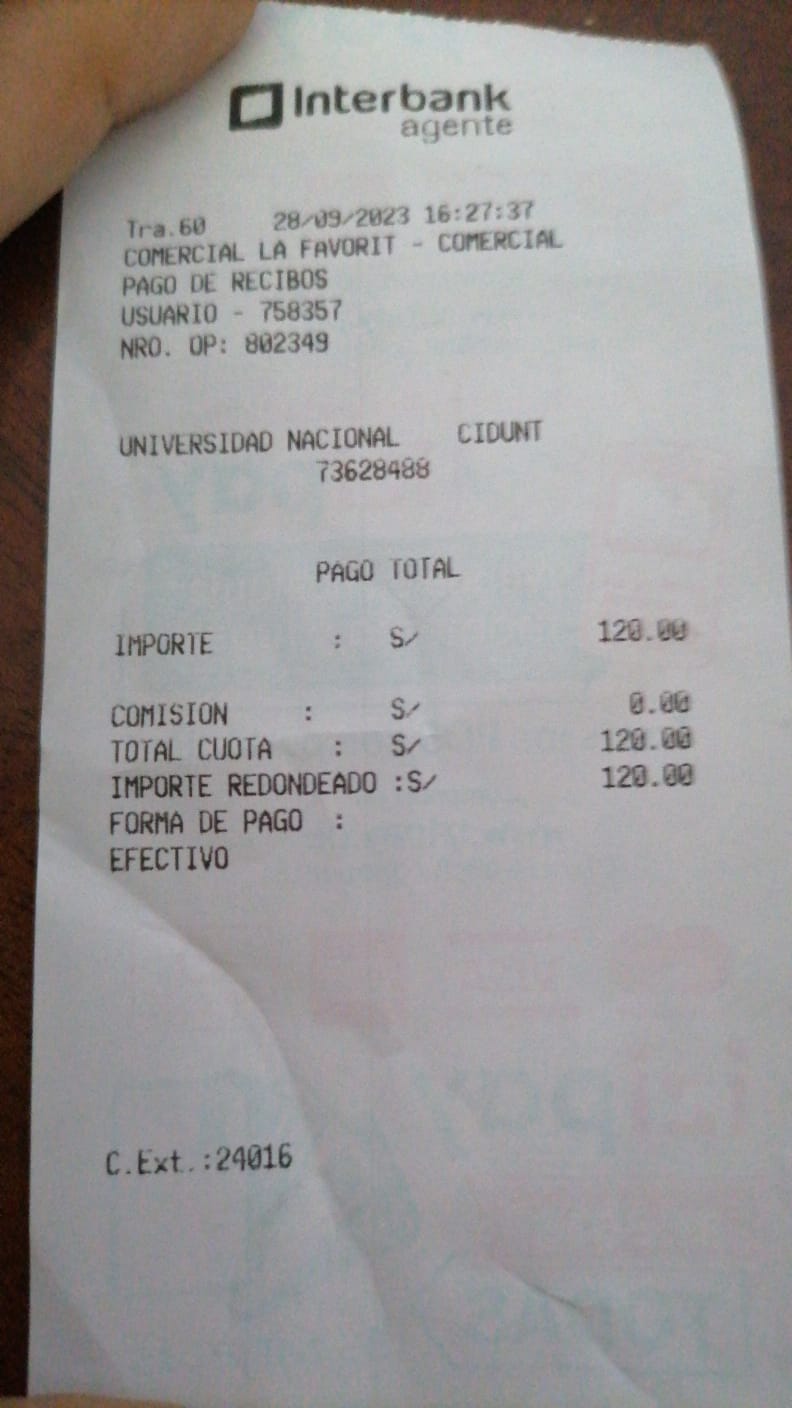 Interbank
agente
Tra.60 28/09/2023 16:27:37
COMERCIAL LA FAVORIT - COMERCIAL
PAGO DE RECIBOS
USUARIO - 758357
NRO. OP: 802349
UNIVERSIDAD NACIONAL CIDUNT
73628488
PAGO TOTAL
IMPORTE : S/ 120.00
COMISION : S/ 0.00
TOTAL CUOTA : S/ 120.00
IMPORTE REDONDEADO :S/ 120.00
FORMA DE PAGO :
EFECTIVO
C.Ext.:24016